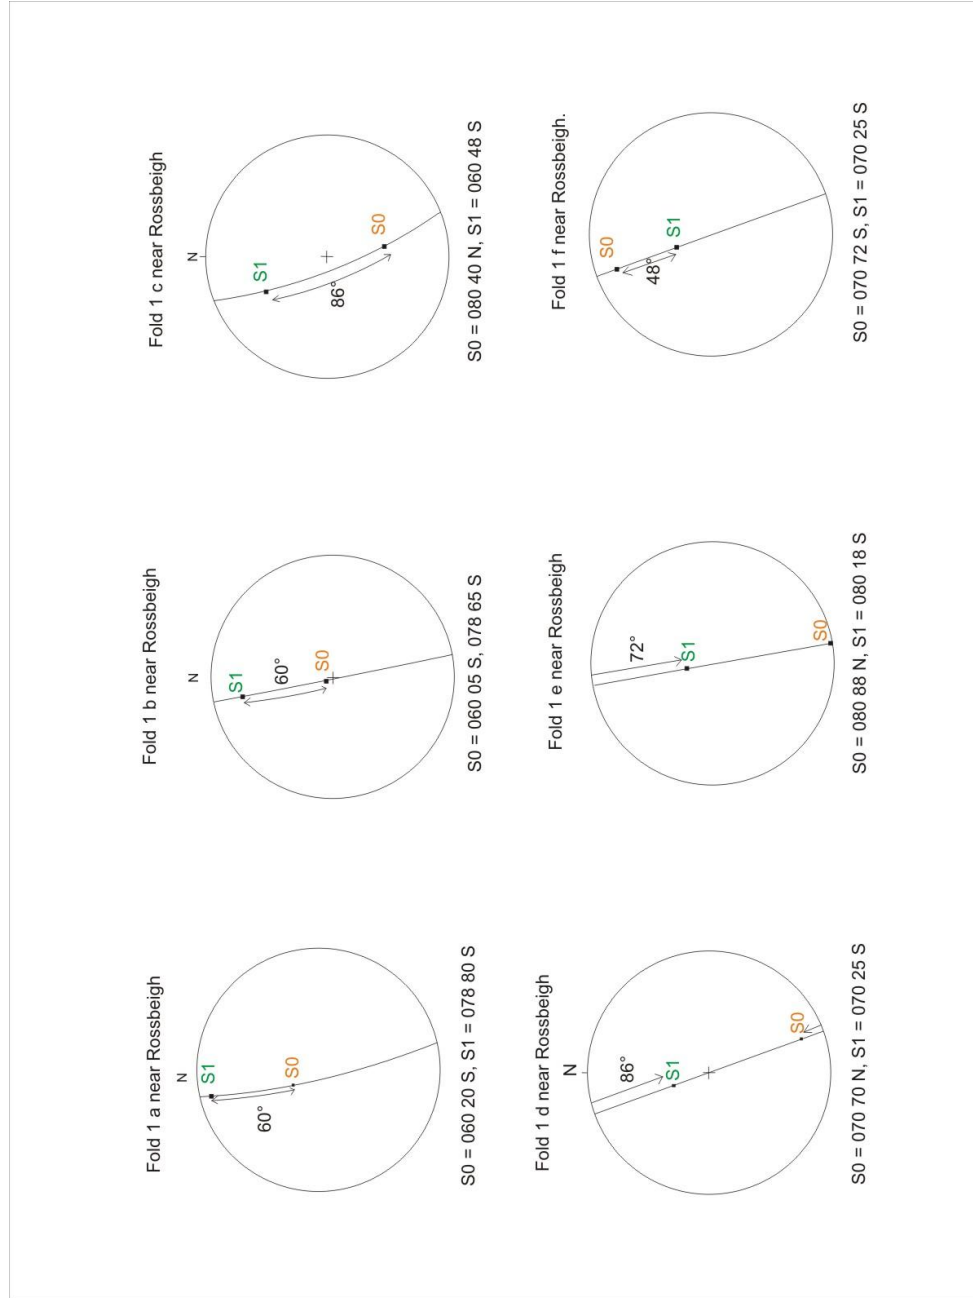 Fold 1 a near Rossbeigh
N
S1
60°
S0
S0 = 060 20 S, S1 = 078 80 S
Fold 1 b near Rossbeigh
N
S1
60°
S0
S0 = 060 05 S, 078 65 S
Fold 1 c near Rossbeigh
N
S1
86°
S0
S0 = 080 40 N, S1 = 060 48 S
Fold 1 d near Rossbeigh
N
86°
S1
S0
S0 = 070 70 N, S1 = 070 25 S
Fold 1 e near Rossbeigh
72°
S1
S0
S0 = 080 88 N, S1 = 080 18 S
Fold 1 f near Rossbeigh.
S0
48°
S1
S0 = 070 72 S, S1 = 070 25 S